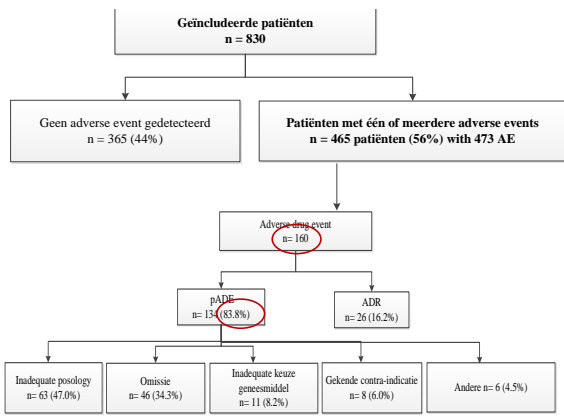 Geïncludeerde patiënten
n = 830
Geen adverse event gedetecteerd
n = 365 (44%)
Patiënten met één of meerdere adverse events
n = 465 patiënten (56%) with 473 AE
Adverse drug event
n= 160
pADE
n= 134 (83.8%)
ADR
n= 26 (16.2%)
Inadequate posology
n= 63 (47.0%)
Omissie
n= 46 (34.3%)
Inadequate keuze
geneesmiddel
n= 11 (8.2%)
Gekende contra-indicatie
n= 8 (6.0%)
Andere n= 6 (4.5%)